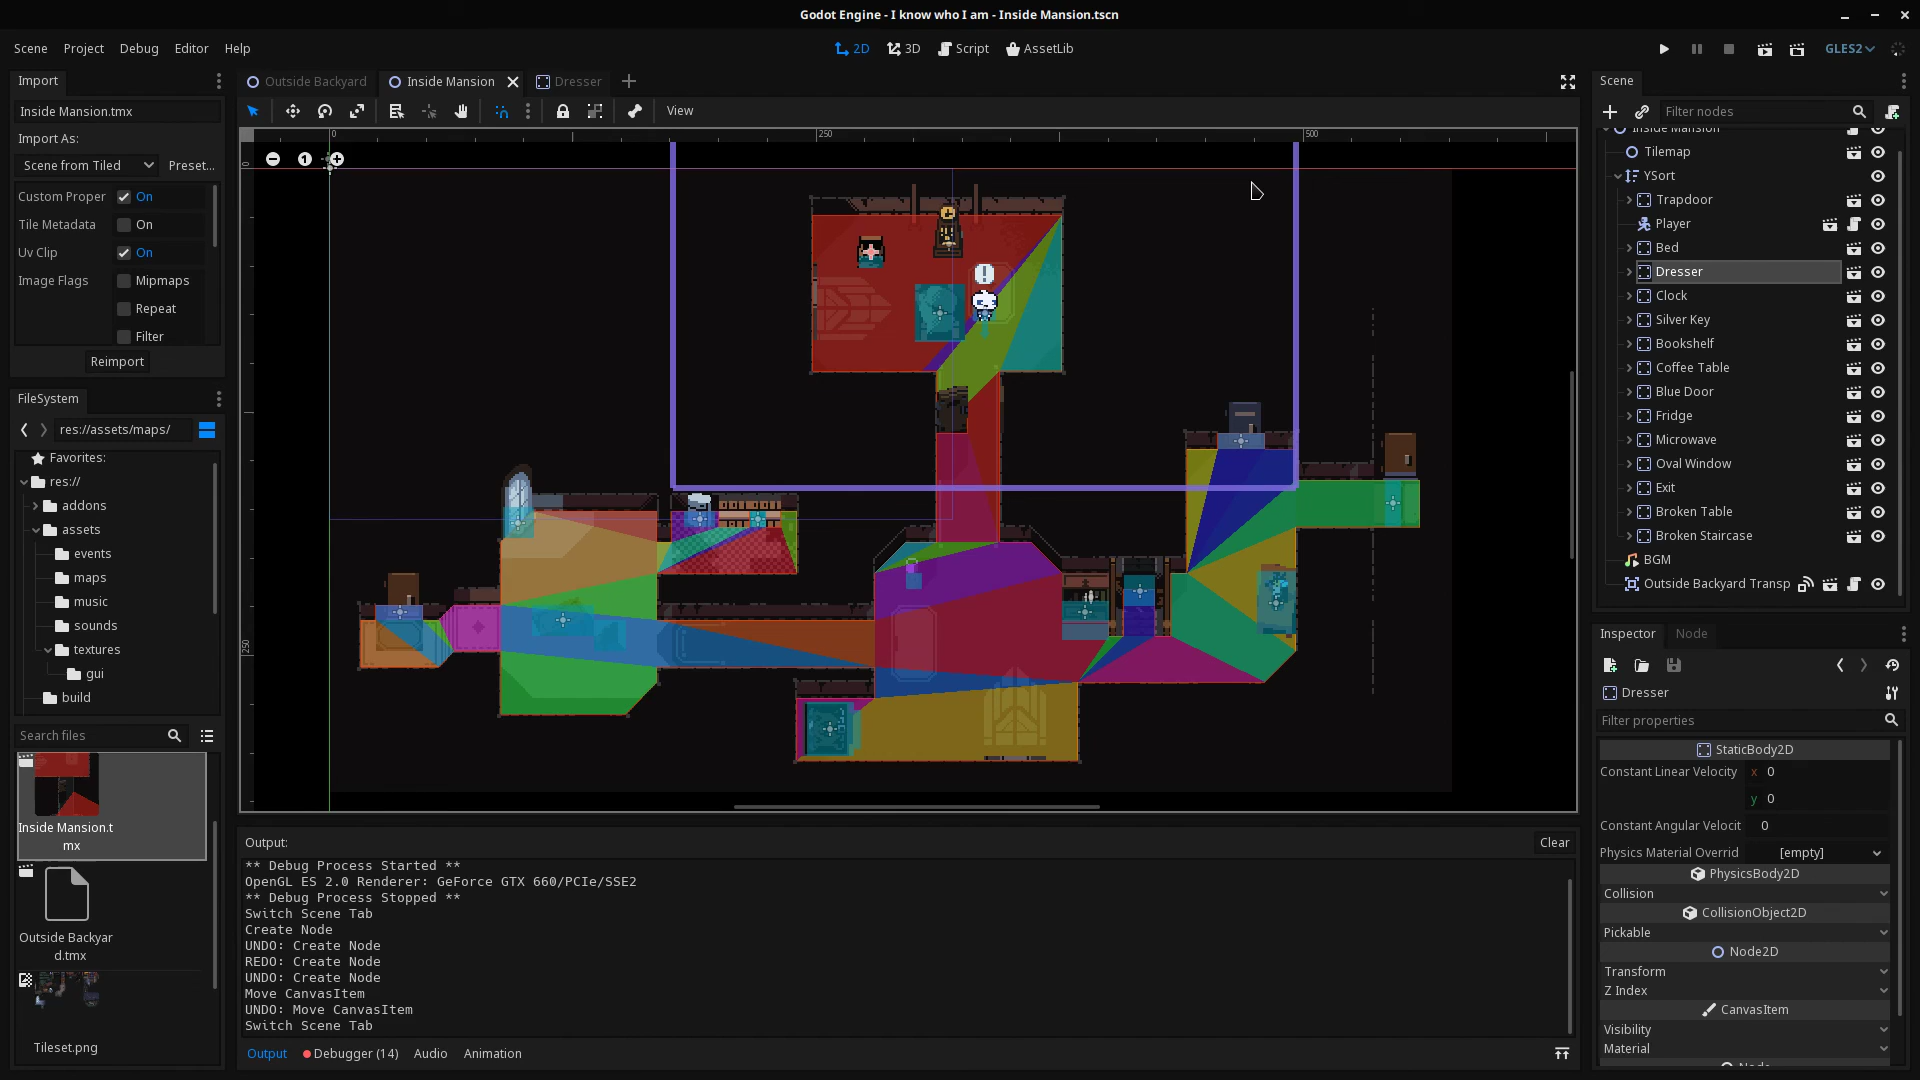 Godot Engine - I know who I am - Inside Mansion.tscn
Scene Project Debug Editor Help
2D 3D Script AssetLib
GLES2
Import
Inside Mansion.tmx
Import As:
Scene from Tiled Preset...
Custom Proper On
Tile Metadata On
Uv Clip On
Image Flags Mipmaps
Repeat
Filter
Reimport
FileSystem
res://assets/maps/
Favorites:
res://
addons
assets
events
maps
music
sounds
textures
gui
build
Search files
Inside Mansion.t
mx
Outside Backyar
d.tmx
Tileset.png
Outside Backyard Inside Mansion Dresser
View
0 250 500
0
250
1
Output:
Clear
** Debug Process Started **
OpenGL ES 2.0 Renderer: GeForce GTX 660/PCIe/SSE2
** Debug Process Stopped **
Switch Scene Tab
Create Node
UNDO: Create Node
REDO: Create Node
UNDO: Create Node
Move CanvasItem
UNDO: Move CanvasItem
Switch Scene Tab
Output Debugger (14) Audio Animation
Scene
Filter nodes
Inside Mansion
Tilemap
YSort
Trapdoor
Player
Bed
Dresser
Clock
Silver Key
Bookshelf
Coffee Table
Blue Door
Fridge
Microwave
Oval Window
Exit
Broken Table
Broken Staircase
BGM
Outside Backyard Transp
Inspector Node
Dresser
Filter properties
StaticBody2D
Constant Linear Velocity x 0
y 0
Constant Angular Velocit 0
Physics Material Overrid [empty]
PhysicsBody2D
Collision
CollisionObject2D
Pickable
Node2D
Transform
Z Index
CanvasItem
Visibility
Material
Node